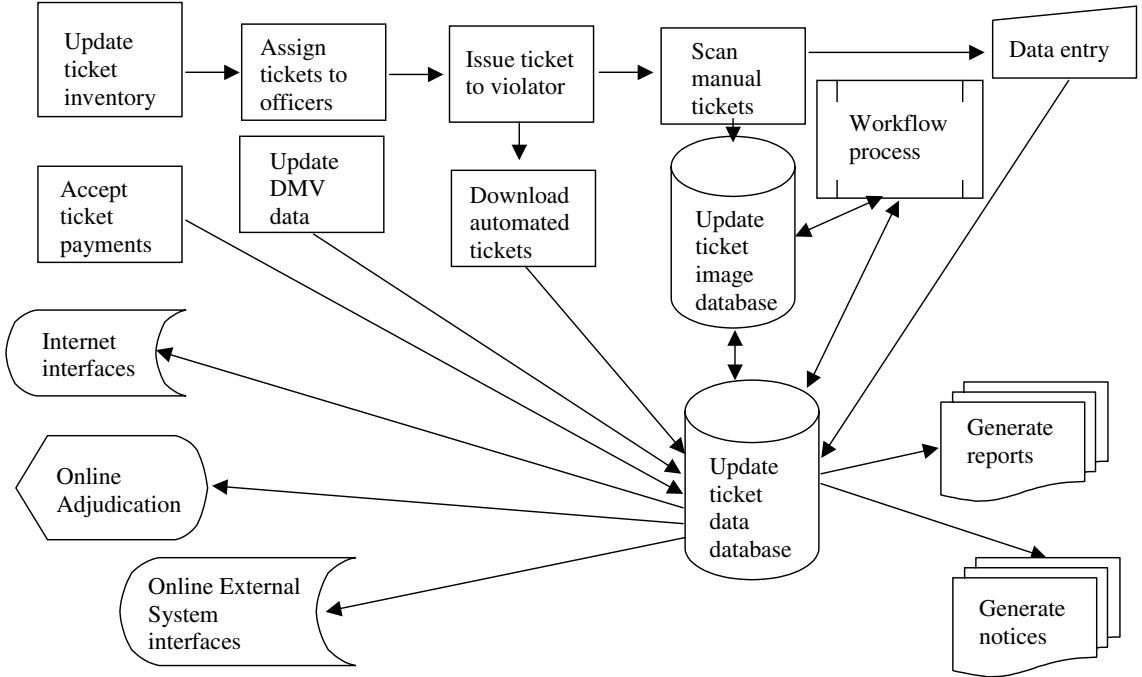 Update
ticket
inventory
Assign
tickets to
officers
Issue ticket
to violator
Scan
manual
tickets
Data entry
Workflow
process
Accept
ticket
payments
Update
DMV
data
Download
automated
tickets
Update
ticket
image
database
Internet
interfaces
Online
Adjudication
Online External
System
interfaces
Update
ticket
data
database
Generate
reports
Generate
notices